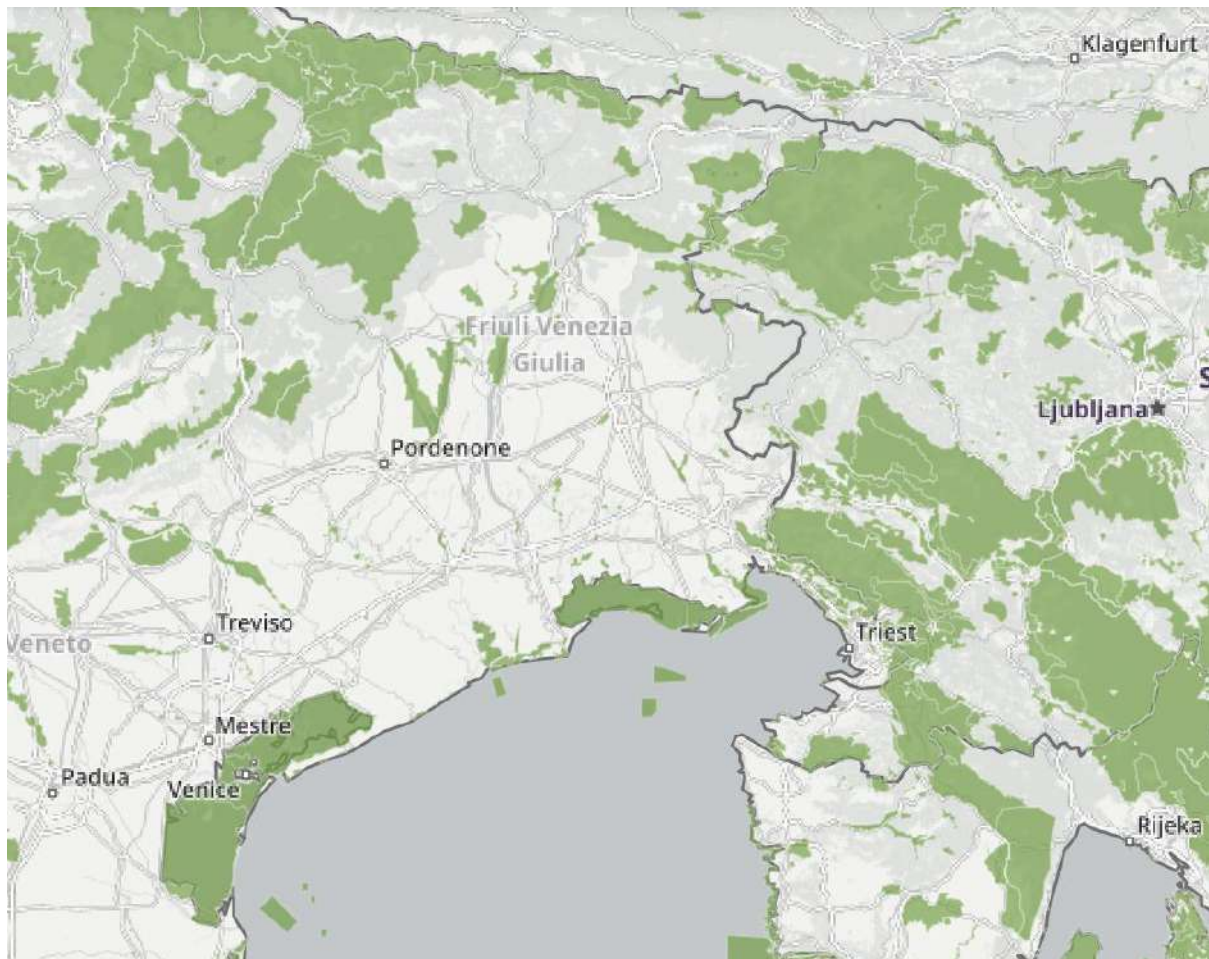 Klagenfurt
Friuli Venezia
Giulia
S
Ljubljana
Pordenone
Treviso
Veneto
Triest
Mestre
Padua
Venice
Rijeka